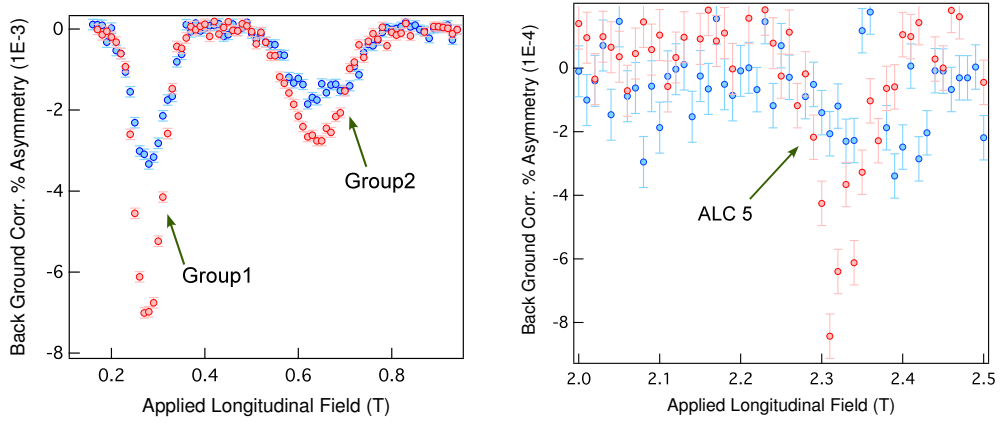 Back Ground Corr. % Asymmetry (1E-3)
0
-2
-4
-6
-8
0.2
0.4
0.6
0.8
Applied Longitudinal Field (T)
Group1
Group2
Back Ground Corr. % Asymmetry (1E-4)
0
-2
-4
-6
-8
2.0
2.1
2.2
2.3
2.4
2.5
Applied Longitudinal Field (T)
ALC 5